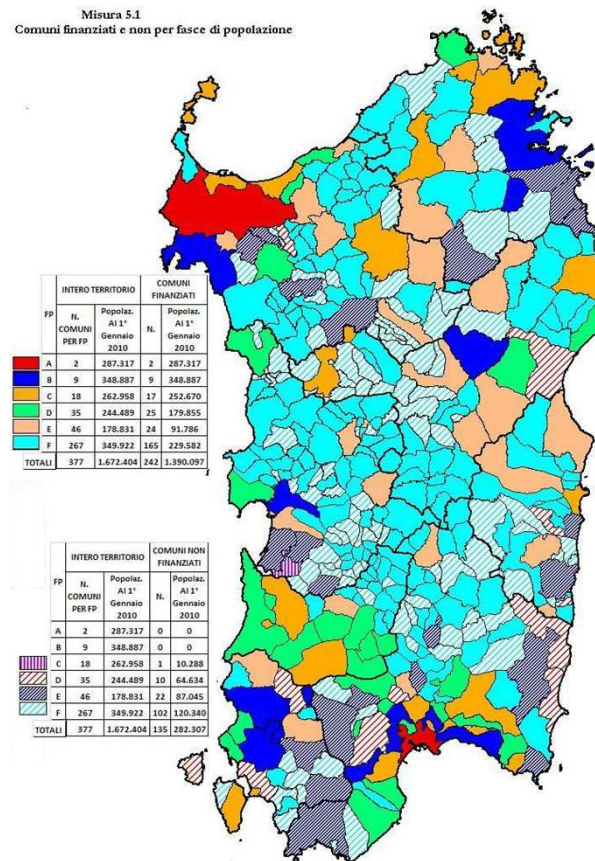 Misura 5.1
Comuni finanziati e non per fasce di popolazione
FP INTERO TERRITORIO COMUNI FINANZIATI
N. COMUNI PER FP Popolaz. Al 1° Gennaio 2010 N. Popolaz. Al 1° Gennaio 2010
A 2 287.317 2 287.317
B 9 348.887 9 348.887
C 18 262.958 17 252.670
D 35 244.489 25 179.855
E 46 178.831 24 91.786
F 267 349.922 165 229.582
TOTALI 377 1.672.404 242 1.390.097
FP INTERO TERRITORIO COMUNI NON FINANZIATI
N. COMUNI PER FP Popolaz. Al 1° Gennaio 2010 N. Popolaz. Al 1° Gennaio 2010
A 2 287.317 0 0
B 9 348.887 0 0
C 18 262.958 1 10.288
D 35 244.489 10 64.634
E 46 178.831 22 87.045
F 267 349.922 102 120.340
TOTALI 377 1.672.404 135 282.307